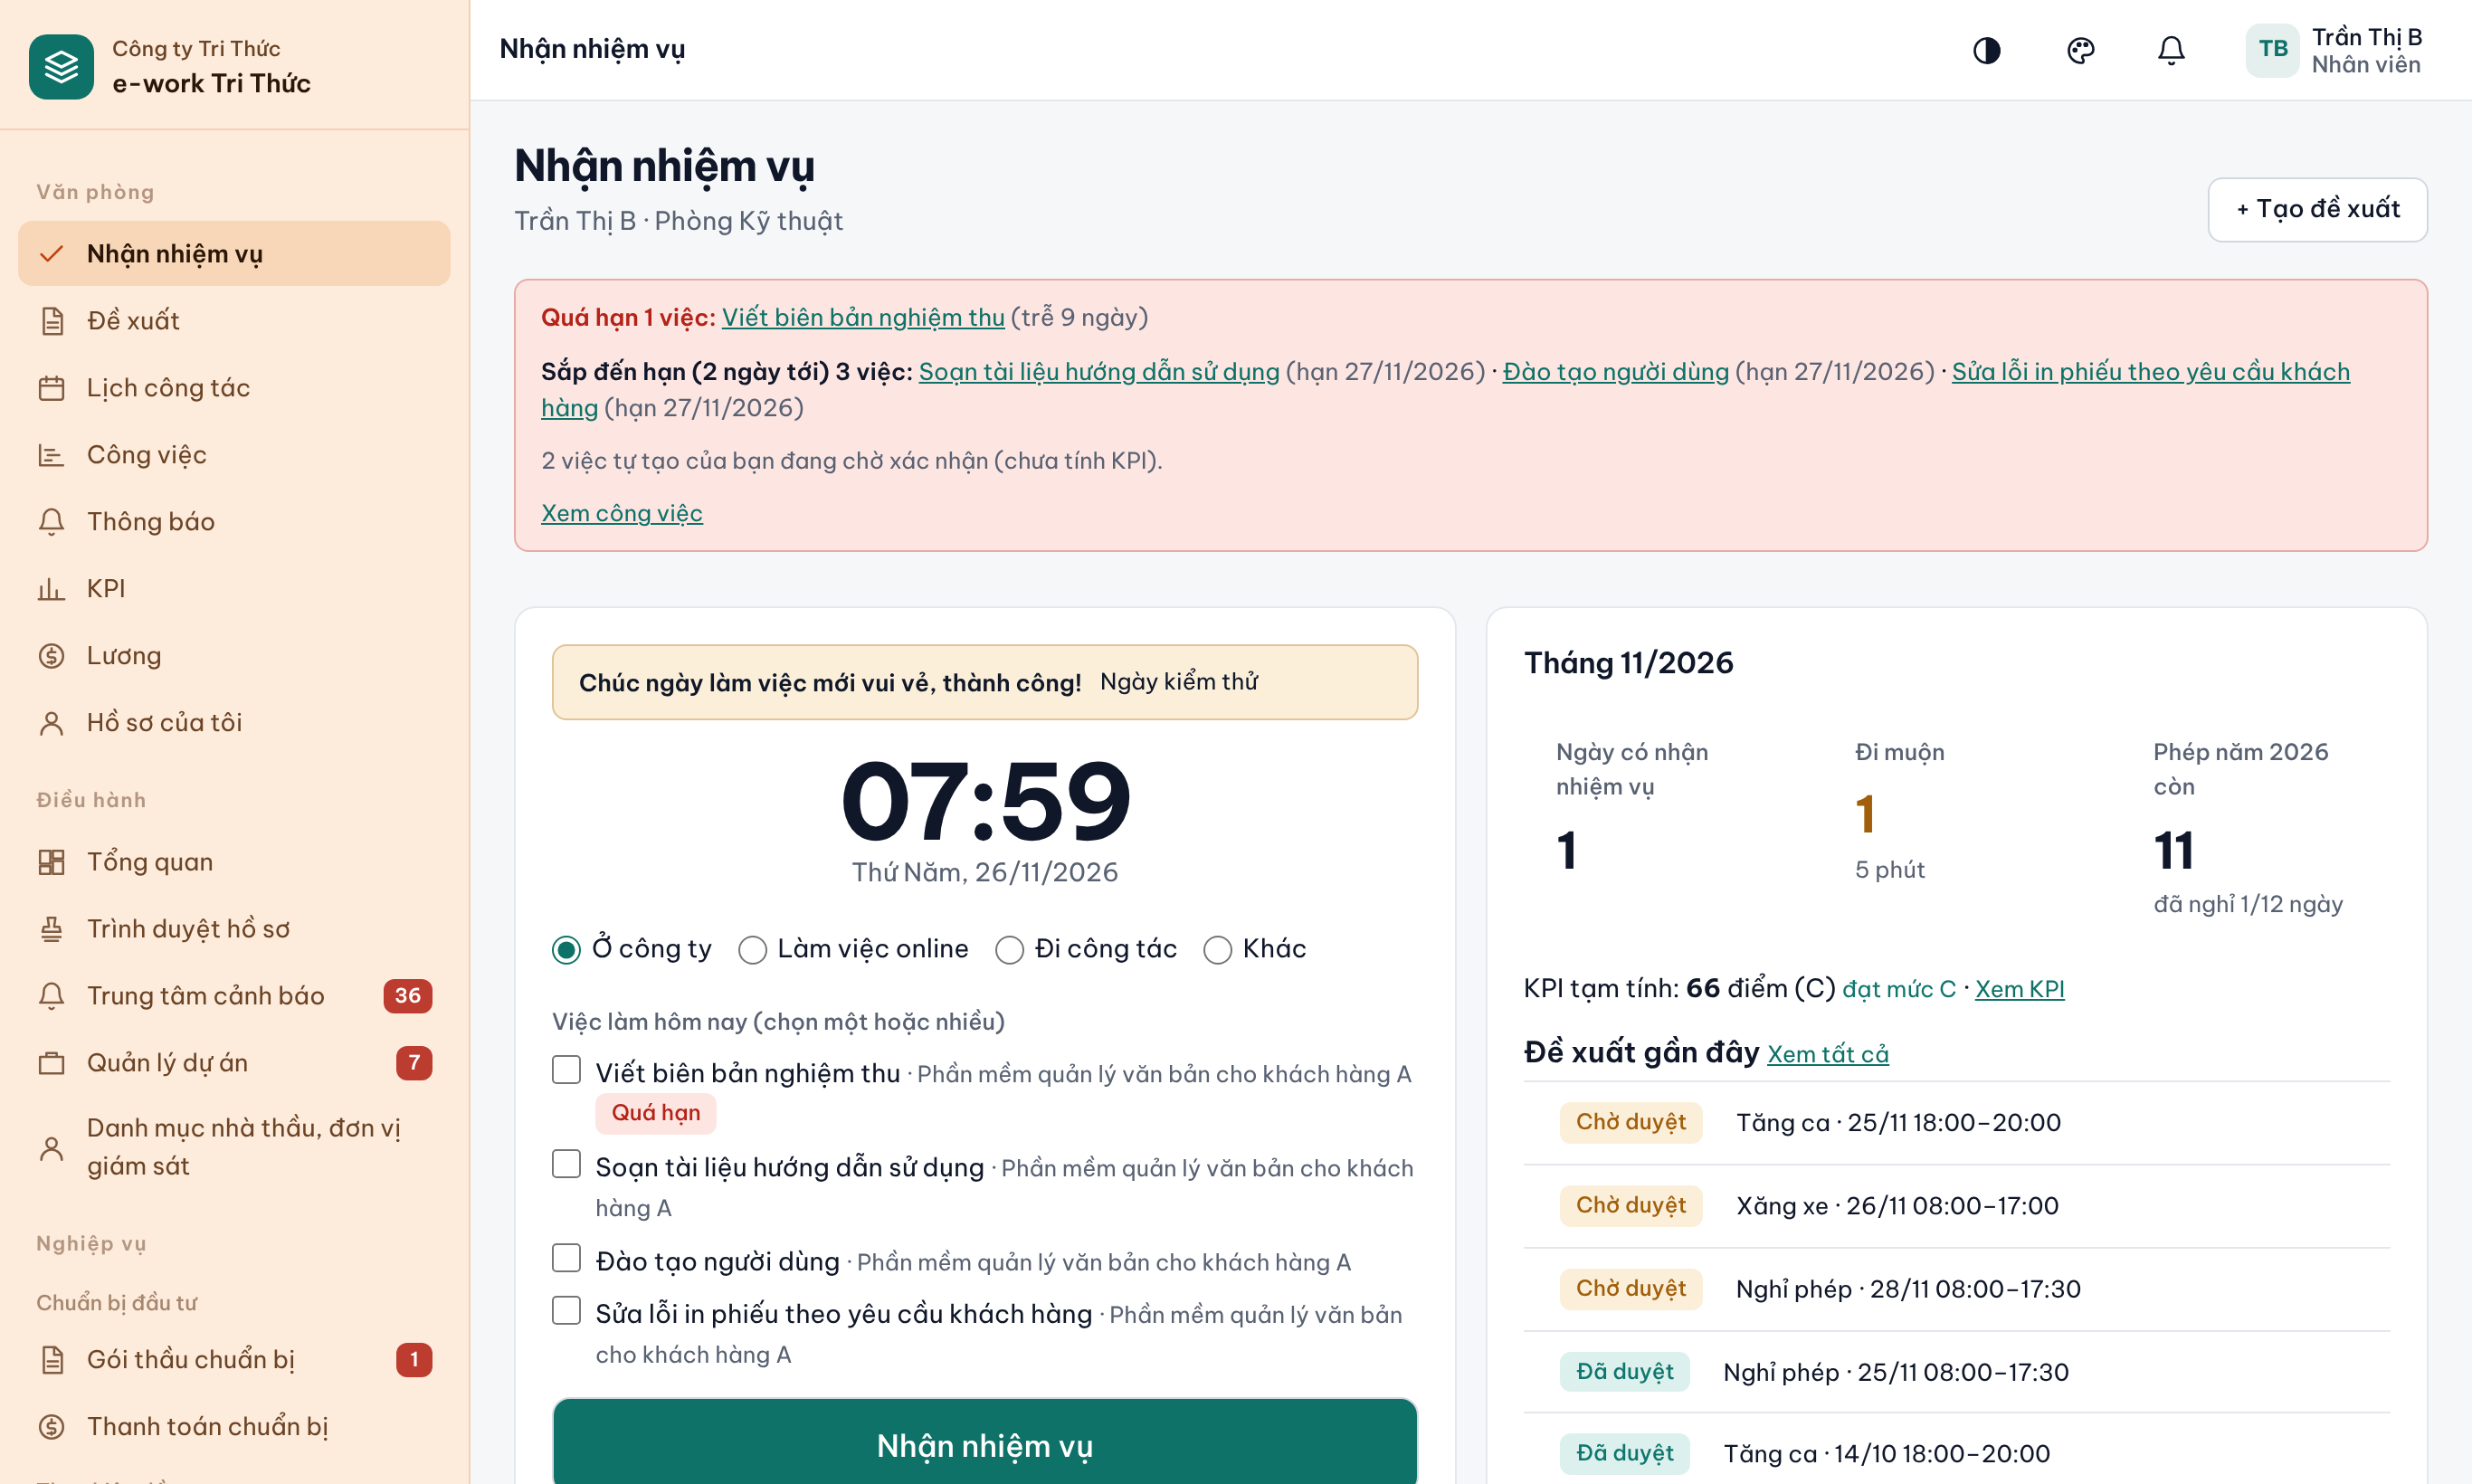 Công ty Tri Thức
e-work Tri Thức
Văn phòng
Nhận nhiệm vụ
Đề xuất
Lịch công tác
Công việc
Thông báo
KPI
Lương
Hồ sơ của tôi
Điều hành
Tổng quan
Trình duyệt hồ sơ
Trung tâm cảnh báo 36
Quản lý dự án 7
Danh mục nhà thầu, đơn vị
giám sát
Nghiệp vụ
Chuẩn bị đầu tư
Gói thầu chuẩn bị 1
Thanh toán chuẩn bị
Nhận nhiệm vụ
TB
Trần Thị B
Nhân viên
Nhận nhiệm vụ
Trần Thị B · Phòng Kỹ thuật
+ Tạo đề xuất
Quá hạn 1 việc: Viết biên bản nghiệm thu (trễ 9 ngày)
Sắp đến hạn (2 ngày tới) 3 việc: Soạn tài liệu hướng dẫn sử dụng (hạn 27/11/2026) · Đào tạo người dùng (hạn 27/11/2026) · Sửa lỗi in phiếu theo yêu cầu khách
hàng (hạn 27/11/2026)
2 việc tự tạo của bạn đang chờ xác nhận (chưa tính KPI).
Xem công việc
Chúc ngày làm việc mới vui vẻ, thành công! Ngày kiểm thử
07:59
Thứ Năm, 26/11/2026
Ở công ty Làm việc online Đi công tác Khác
Việc làm hôm nay (chọn một hoặc nhiều)
Viết biên bản nghiệm thu · Phần mềm quản lý văn bản cho khách hàng A
Quá hạn
Soạn tài liệu hướng dẫn sử dụng · Phần mềm quản lý văn bản cho khách
hàng A
Đào tạo người dùng · Phần mềm quản lý văn bản cho khách hàng A
Sửa lỗi in phiếu theo yêu cầu khách hàng · Phần mềm quản lý văn bản
cho khách hàng A
Nhận nhiệm vụ
Tháng 11/2026
Ngày có nhận
nhiệm vụ
1
Đi muộn
1
5 phút
Phép năm 2026
còn
11
đã nghỉ 1/12 ngày
KPI tạm tính: 66 điểm (C) đạt mức C · Xem KPI
Đề xuất gần đây Xem tất cả
Chờ duyệt Tăng ca · 25/11 18:00–20:00
Chờ duyệt Xăng xe · 26/11 08:00–17:00
Chờ duyệt Nghỉ phép · 28/11 08:00–17:30
Đã duyệt Nghỉ phép · 25/11 08:00–17:30
Đã duyệt Tăng ca · 14/10 18:00–20:00